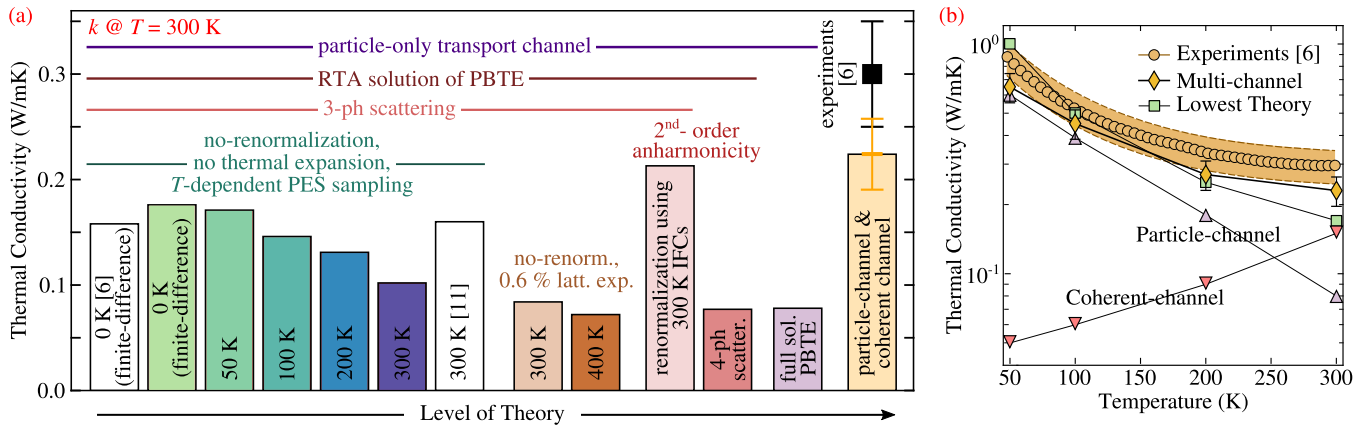 (a)
k @ T = 300 K
particle-only transport channel
RTA solution of PBTE
3-ph scattering
no-renormalization,
no thermal expansion,
T-dependent PES sampling
2nd- order
anharmonicity
experiments
[6]
no-renorm.,
0.6 % latt. exp.
Thermal Conductivity (W/mK)
0.3
0.2
0.1
0.0
0 K [6]
(finite-difference)
0 K
(finite-difference)
50 K
100 K
200 K
300 K
300 K [11]
300 K
400 K
renormalization using
300 K IFCs
4-ph
scatter.
full sol.
PBTE
particle-channel &
coherent channel
Level of Theory
(b)
Experiments [6]
Multi-channel
Lowest Theory
Particle-channel
Coherent-channel
Thermal Conductivity (W/mK)
10^0
10^-1
50 100 150 200 250 300
Temperature (K)